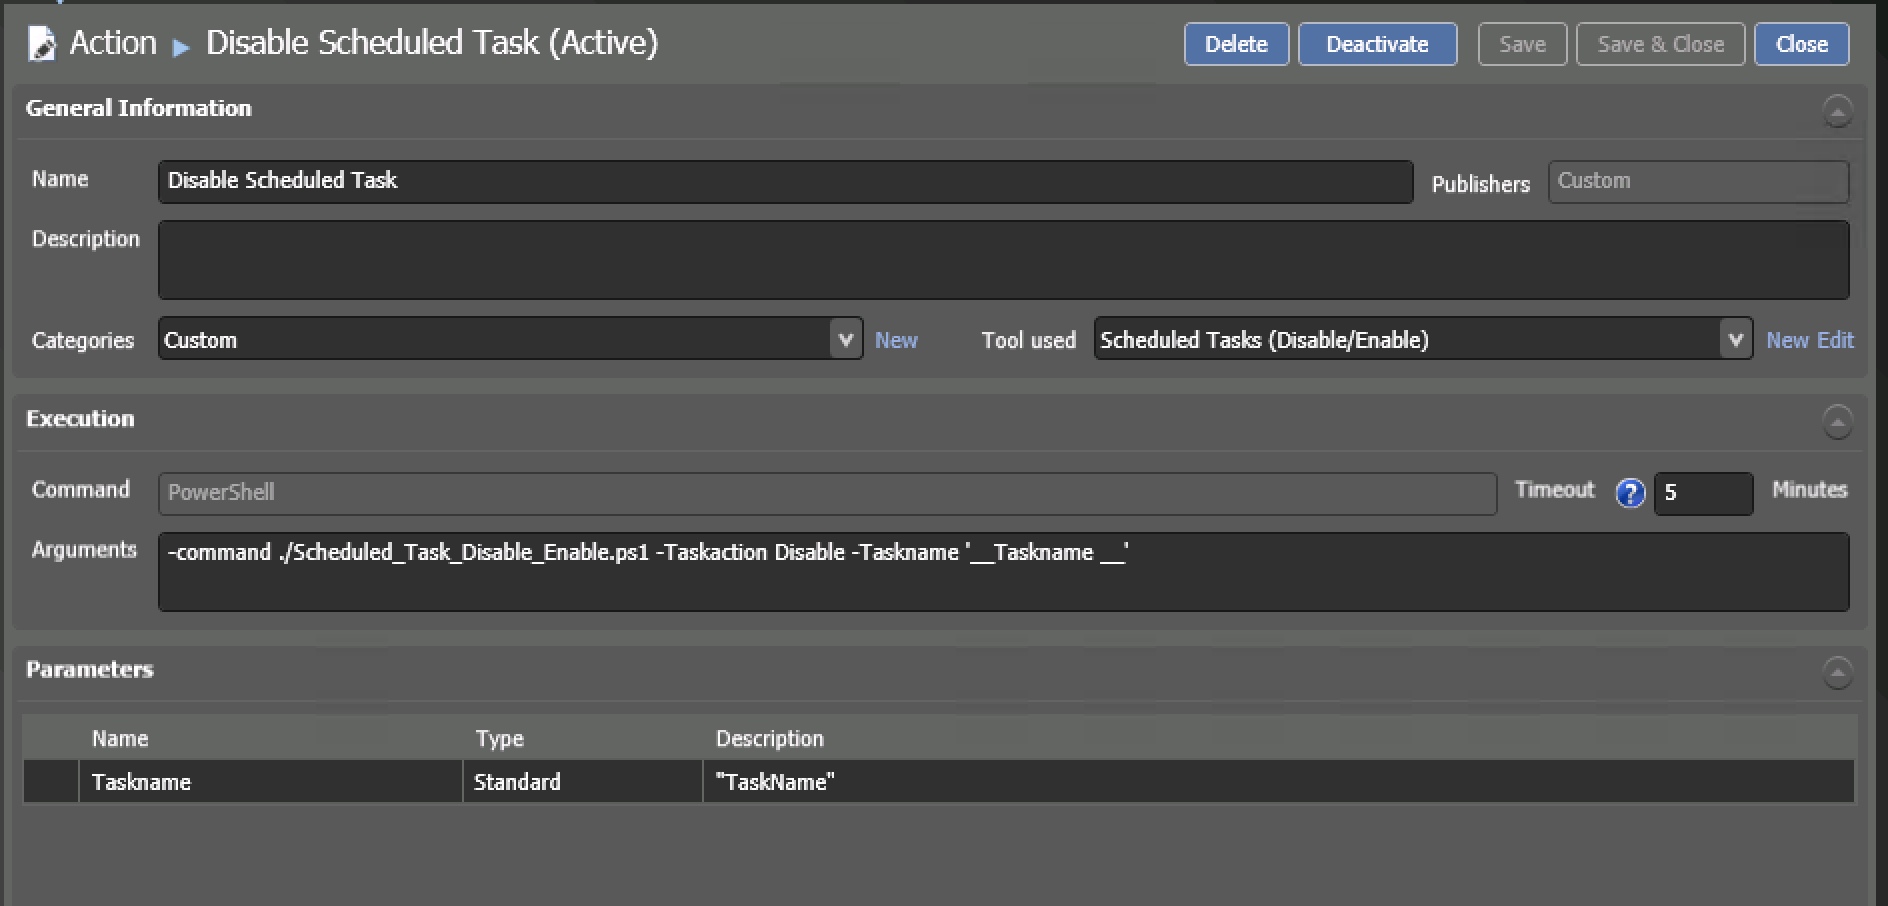 Action ▶ Disable Scheduled Task (Active) Delete Deactivate Save Save & Close Close
General Information
Name Disable Scheduled Task Publishers Custom
Description
Categories Custom New Tool used Scheduled Tasks (Disable/Enable) New Edit
Execution
Command PowerShell Timeout ? 5 Minutes
Arguments -command ./Scheduled_Task_Disable_Enable.ps1 -Taskaction Disable -Taskname '__Taskname __'
Parameters
Name Type Description
Taskname Standard "TaskName"